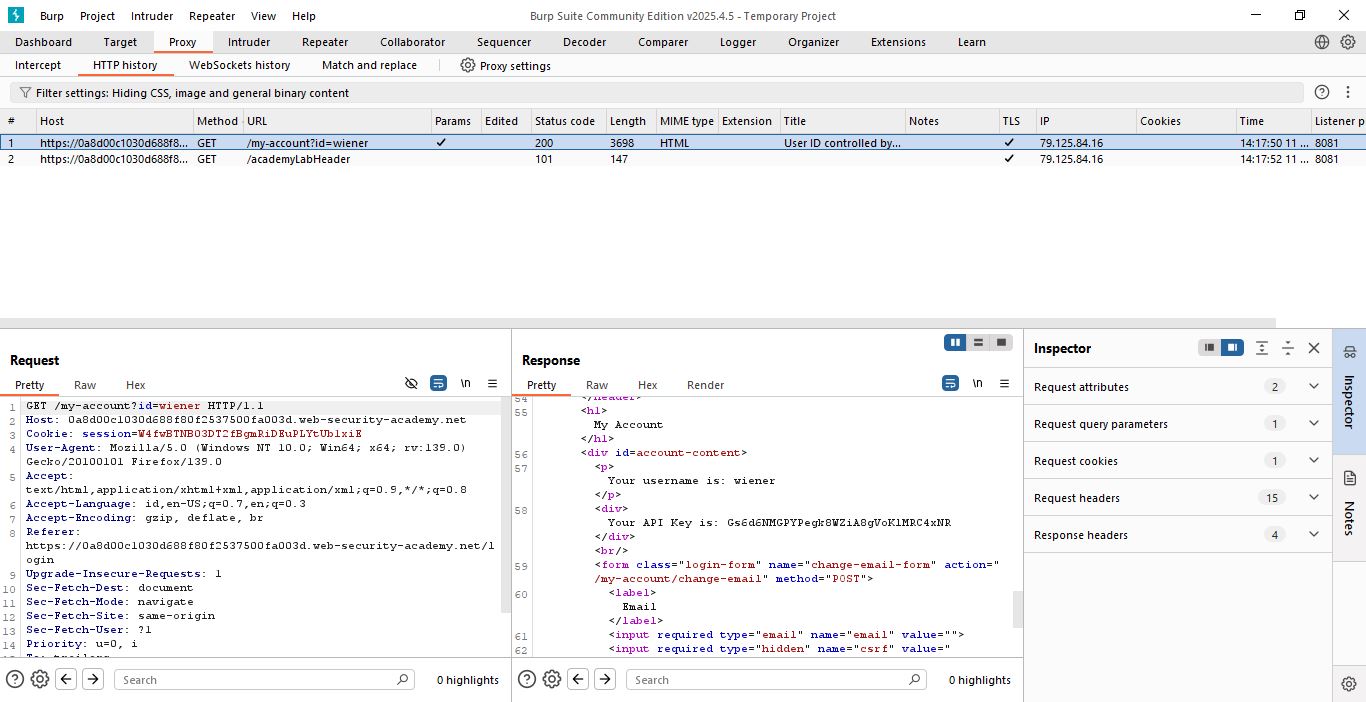 Burp Project Intruder Repeater View Help Burp Suite Community Edition v2025.4.5 - Temporary Project
Dashboard Target Proxy Intruder Repeater Collaborator Sequencer Decoder Comparer Logger Organizer Extensions Learn
Intercept HTTP history WebSockets history Match and replace Proxy settings
Filter settings: Hiding CSS, image and general binary content
# Host Method URL Params Edited Status code Length MIME type Extension Title Notes TLS IP Cookies Time Listener p
1 https://0a8d00c1030d688f8... GET /my-account?id=wiener ✓ 200 3698 HTML User ID controlled by... ✓ 79.125.84.16 14:17:50 11 ... 8081
2 https://0a8d00c1030d688f8... GET /academyLabHeader 101 147 ✓ 79.125.84.16 14:17:52 11 ... 8081
Request
Pretty Raw Hex \n
1 GET /my-account?id=wiener HTTP/1.1
2 Host: 0a8d00c1030d688f80f2537500fa003d.web-security-academy.net
3 Cookie: session=W4fwBTNB03DT2fBgmRiDEuPLYtUb1xiE
4 User-Agent: Mozilla/5.0 (Windows NT 10.0; Win64; x64; rv:139.0)
Gecko/20100101 Firefox/139.0
5 Accept:
text/html,application/xhtml+xml,application/xml;q=0.9,*/*;q=0.8
6 Accept-Language: id,en-US;q=0.7,en;q=0.3
7 Accept-Encoding: gzip, deflate, br
8 Referer:
https://0a8d00c1030d688f80f2537500fa003d.web-security-academy.net/l
ogin
9 Upgrade-Insecure-Requests: 1
10 Sec-Fetch-Dest: document
11 Sec-Fetch-Mode: navigate
12 Sec-Fetch-Site: same-origin
13 Sec-Fetch-User: ?1
14 Priority: u=0, i
Search 0 highlights
Response
Pretty Raw Hex Render \n
54 </header>
55 <h1>
My Account
</h1>
56 <div id=account-content>
57 <p>
Your username is: wiener
</p>
58 <div>
Your API Key is: Gs6d6NMGPYPegk8WZiA8gVoKlMRC4xNR
</div>
<br/>
59 <form class="login-form" name="change-email-form" action="
/my-account/change-email" method="POST">
60 <label>
Email
</label>
61 <input required type="email" name="email" value="">
62 <input required type="hidden" name="csrf" value="
Search 0 highlights
Inspector
Request attributes 2
Request query parameters 1
Request cookies 1
Request headers 15
Response headers 4
Inspector
Notes